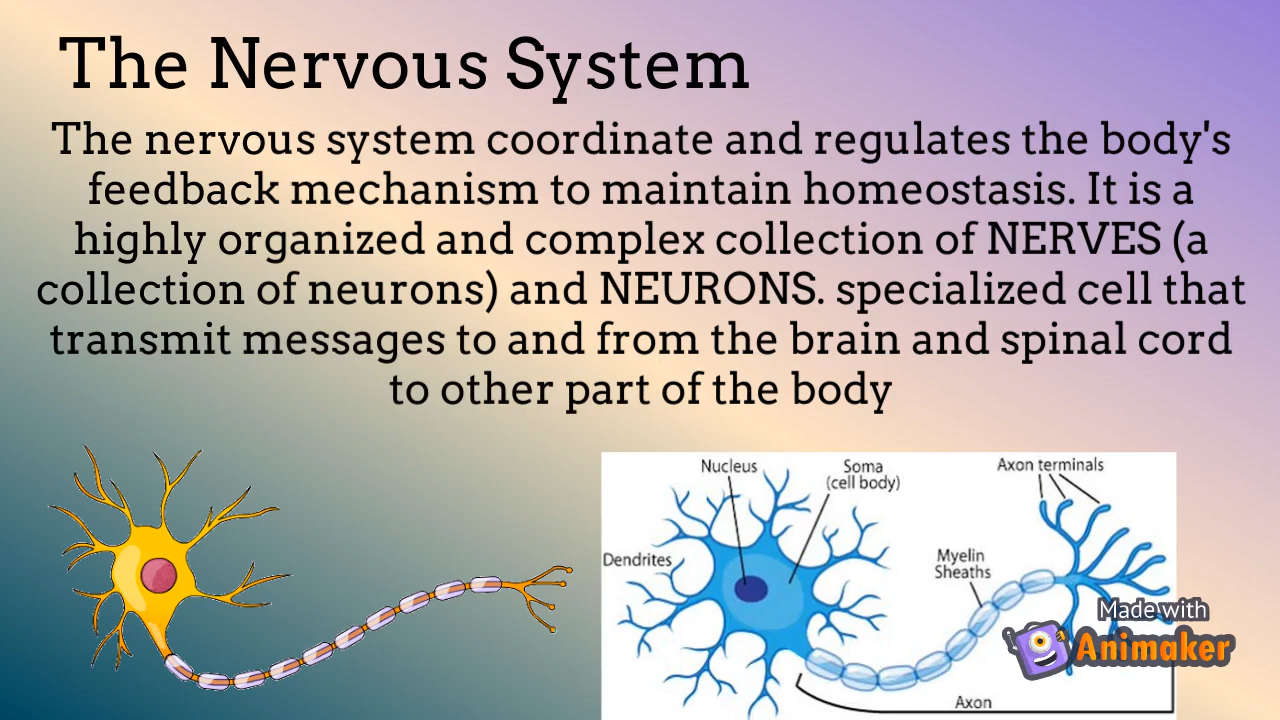 The Nervous System
The nervous system coordinate and regulates the body's
feedback mechanism to maintain homeostasis. It is a
highly organized and complex collection of NERVES (a
collection of neurons) and NEURONS. specialized cell that
transmit messages to and from the brain and spinal cord
to other part of the body
Nucleus
Soma
(cell body)
Axon terminals
Dendrites
Myelin
Sheaths
Axon
Made with
Animaker